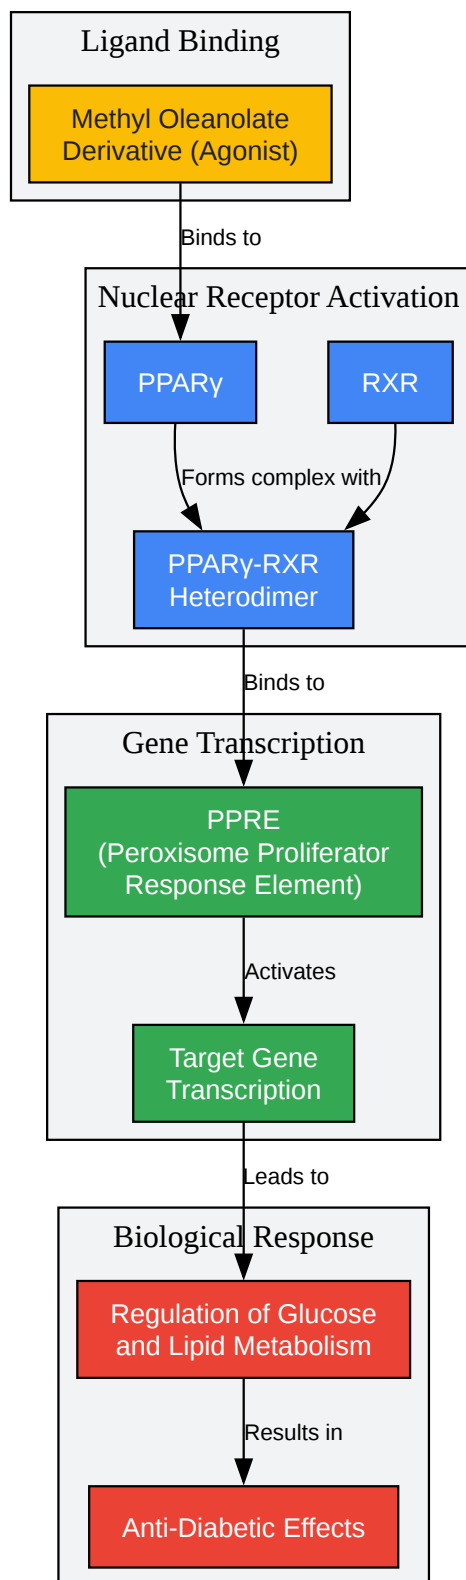 Ligand Binding
Methyl Oleanolate
Derivative (Agonist)
Binds to
Nuclear Receptor Activation
PPARγ
RXR
Forms complex with
PPARγ-RXR
Heterodimer
Binds to
Gene Transcription
PPRE
(Peroxisome Proliferator
Response Element)
Activates
Target Gene
Transcription
Leads to
Biological Response
Regulation of Glucose
and Lipid Metabolism
Results in
Anti-Diabetic Effects